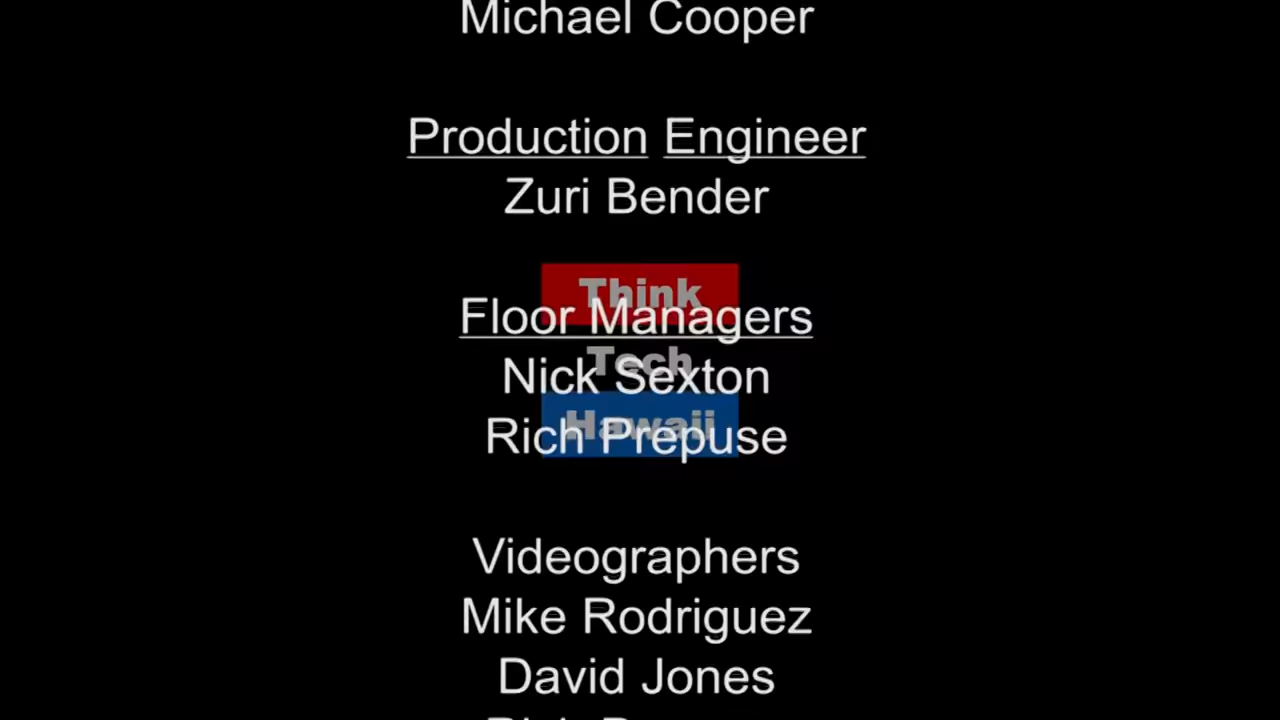 Michael Cooper
Production Engineer
Zuri Bender
Think
Floor Managers
Tech
Nick Sexton
Hawaii
Rich Prepuse
Videographers
Mike Rodriguez
David Jones